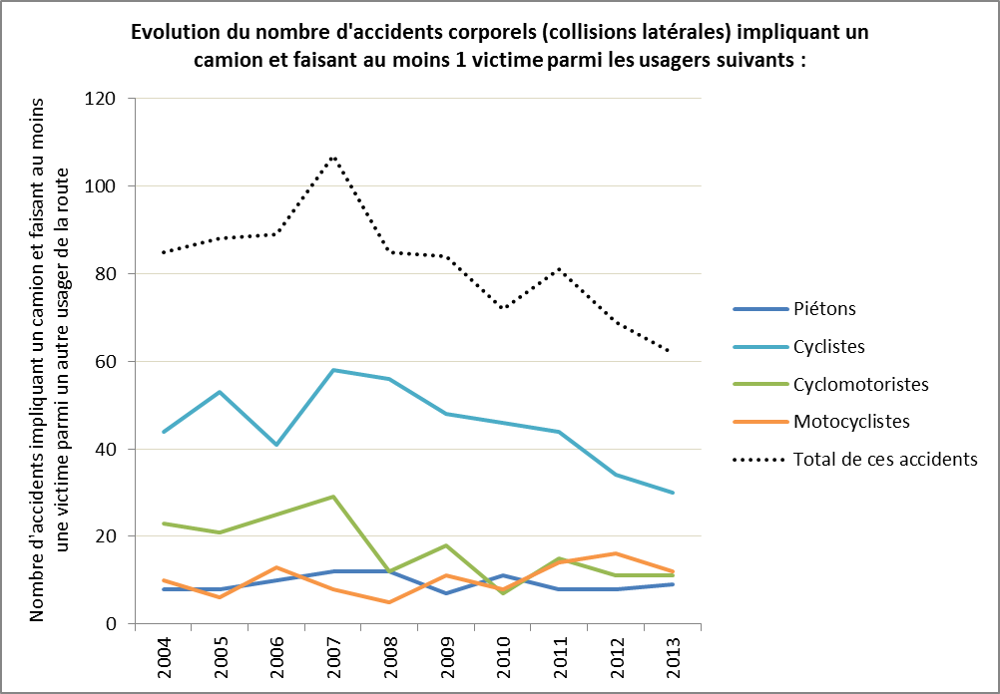 Evolution du nombre d'accidents corporels (collisions latérales) impliquant un
camion et faisant au moins 1 victime parmi les usagers suivants :
Nombre d'accidents impliquant un camion et faisant au moins
une victime parmi un autre usager de la route
120
100
80
60
40
20
0
2004
2005
2006
2007
2008
2009
2010
2011
2012
2013
Piétons
Cyclistes
Cyclomotoristes
Motocyclistes
Total de ces accidents